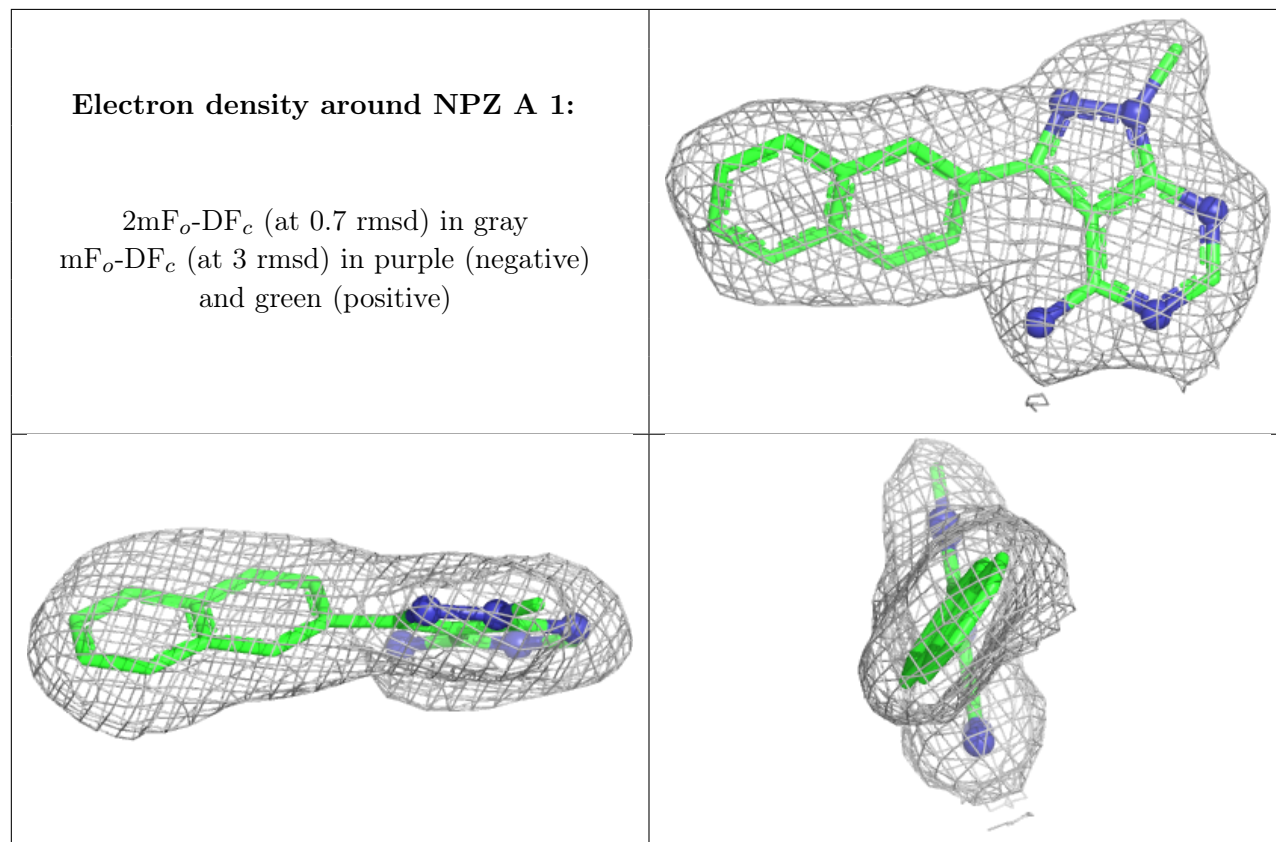 Electron density around NPZ A 1:
2mFo-DFc (at 0.7 rmsd) in gray
mFo-DFc (at 3 rmsd) in purple (negative)
and green (positive)